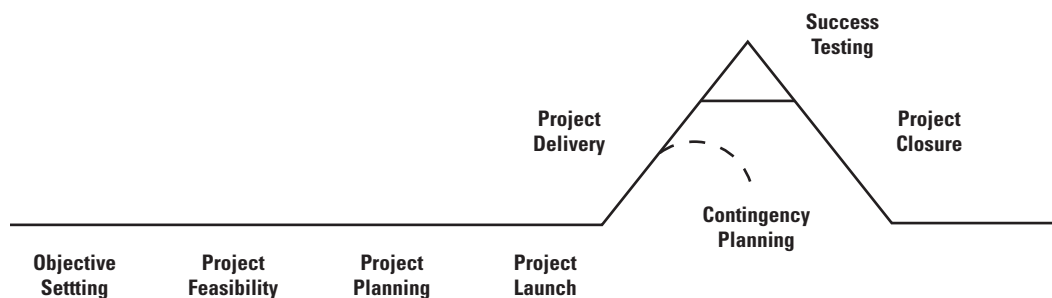 Success
Testing
Project
Delivery
Project
Closure
Contingency
Planning
Objective
Settting
Project
Feasibility
Project
Planning
Project
Launch